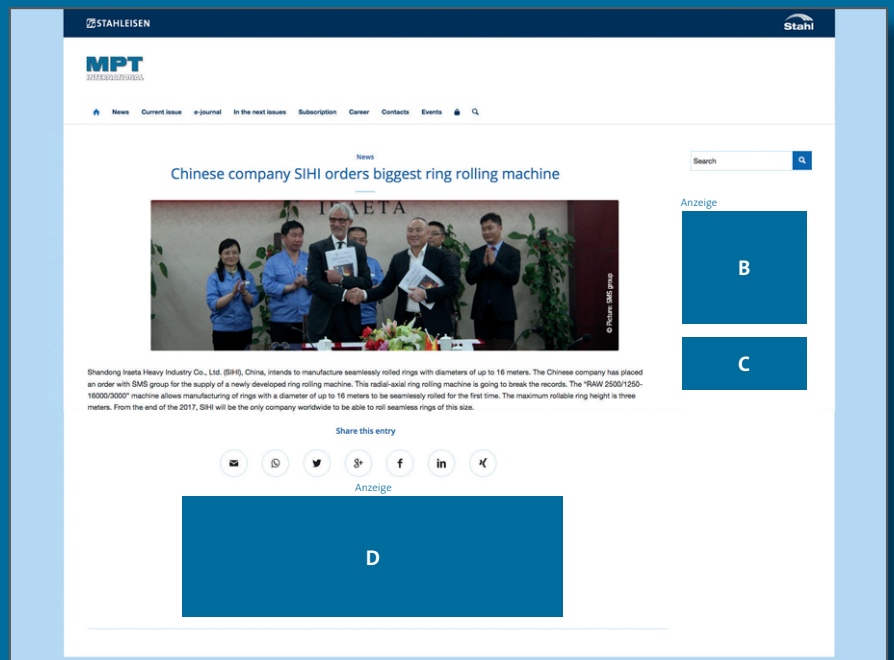 STAHLEISEN
Stahl
MPT
INTERNATIONAL
News Current issue e-journal In the next issues Subscription Career Contacts Events
News
Chinese company SIHI orders biggest ring rolling machine
Search
Anzeige
IRAETA
© Picture: SMS group
B
C
Shandong Iraeta Heavy Industry Co., Ltd. (SIHI), China, intends to manufacture seamlessly rolled rings with diameters of up to 16 meters. The Chinese company has placed
an order with SMS group for the supply of a newly developed ring rolling machine. This radial-axial ring rolling machine is going to break the records. The “RAW 2500/1250-
16000/3000” machine allows manufacturing of rings with a diameter of up to 16 meters to be seamlessly rolled for the first time. The maximum rollable ring height is three
meters. From the end of the 2017, SIHI will be the only company worldwide to be able to roll seamless rings of this size.
Share this entry
Anzeige
D